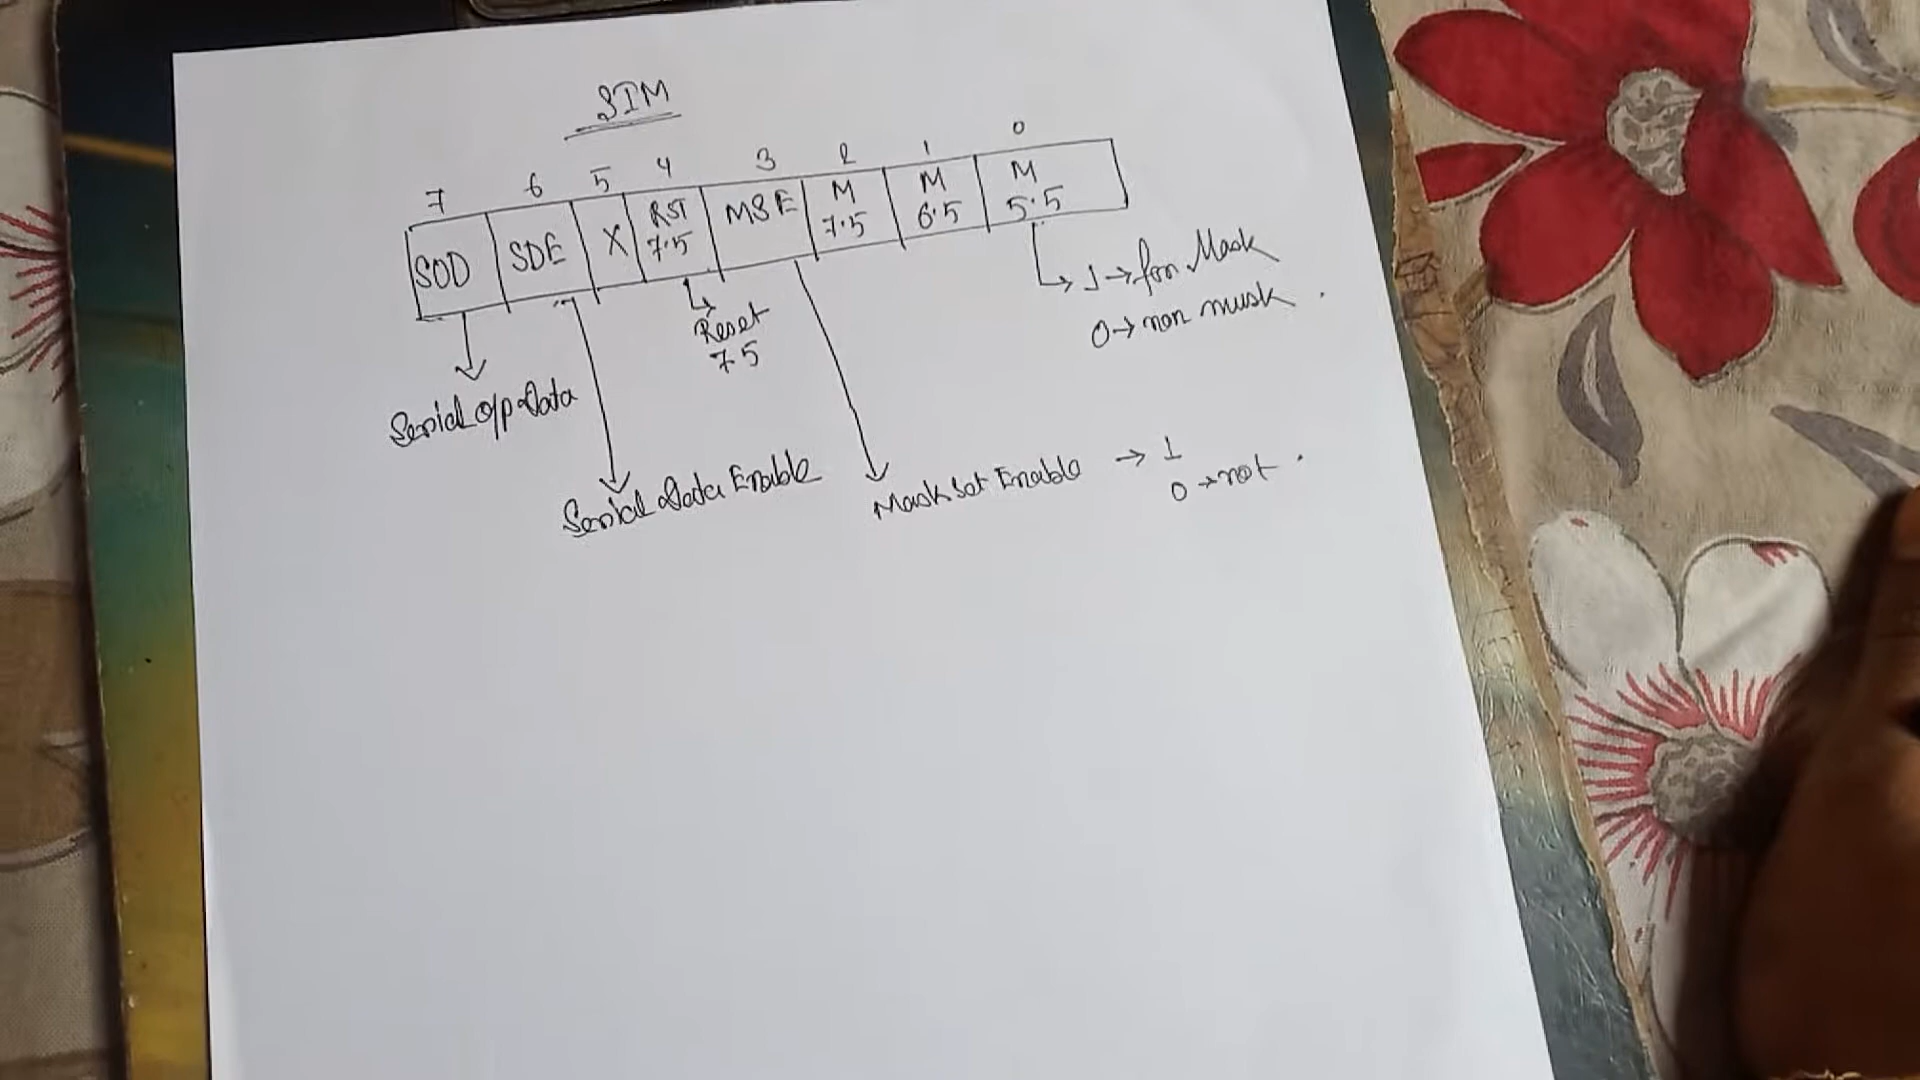 SIM
7 6 5 4 3 2 1 0
SOD SDE X RST 7.5 MSE M 7.5 M 6.5 M 5.5
1 → for Mask
0 → non musk .
Reset
7.5
Serial o/p Data
Serial Data Enable
Mask Set Enable → 1
0 → not .